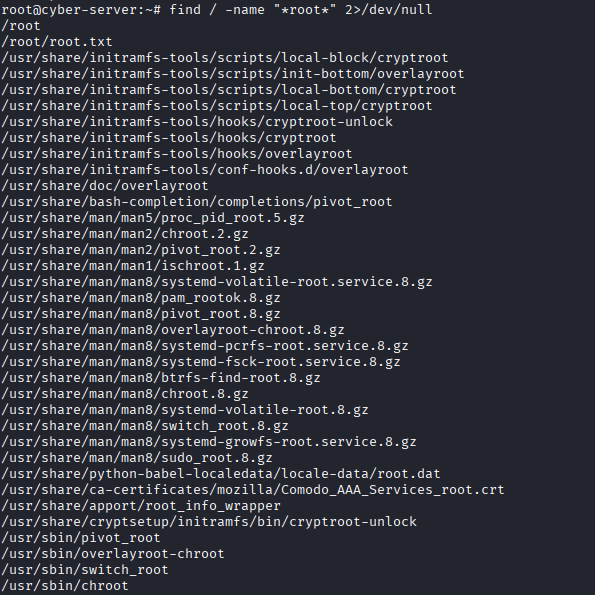 root@cyber-server:~# find / -name "*root*" 2>/dev/null
/root
/root/root.txt
/usr/share/initramfs-tools/scripts/local-block/cryptroot
/usr/share/initramfs-tools/scripts/init-bottom/overlayroot
/usr/share/initramfs-tools/scripts/local-bottom/cryptroot
/usr/share/initramfs-tools/scripts/local-top/cryptroot
/usr/share/initramfs-tools/hooks/cryptroot-unlock
/usr/share/initramfs-tools/hooks/cryptroot
/usr/share/initramfs-tools/hooks/overlayroot
/usr/share/initramfs-tools/conf-hooks.d/overlayroot
/usr/share/doc/overlayroot
/usr/share/bash-completion/completions/pivot_root
/usr/share/man/man5/proc_pid_root.5.gz
/usr/share/man/man2/chroot.2.gz
/usr/share/man/man2/pivot_root.2.gz
/usr/share/man/man1/ischroot.1.gz
/usr/share/man/man8/systemd-volatile-root.service.8.gz
/usr/share/man/man8/pam_rootok.8.gz
/usr/share/man/man8/pivot_root.8.gz
/usr/share/man/man8/overlayroot-chroot.8.gz
/usr/share/man/man8/systemd-pcrfs-root.service.8.gz
/usr/share/man/man8/systemd-fsck-root.service.8.gz
/usr/share/man/man8/btrfs-find-root.8.gz
/usr/share/man/man8/chroot.8.gz
/usr/share/man/man8/systemd-volatile-root.8.gz
/usr/share/man/man8/switch_root.8.gz
/usr/share/man/man8/systemd-growfs-root.service.8.gz
/usr/share/man/man8/sudo_root.8.gz
/usr/share/python-babel-localedata/locale-data/root.dat
/usr/share/ca-certificates/mozilla/Comodo_AAA_Services_root.crt
/usr/share/apport/root_info_wrapper
/usr/share/cryptsetup/initramfs/bin/cryptroot-unlock
/usr/sbin/pivot_root
/usr/sbin/overlayroot-chroot
/usr/sbin/switch_root
/usr/sbin/chroot